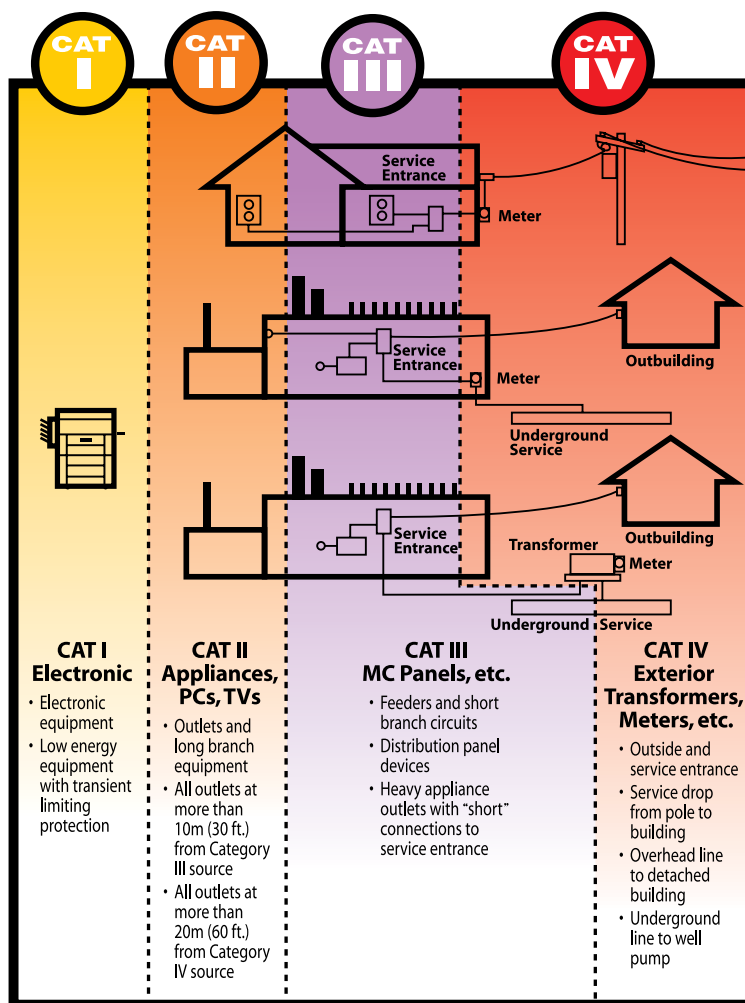 CAT
I
CAT
II
CAT
III
CAT
IV
Service
Entrance
Meter
Service
Entrance
Meter
Outbuilding
Underground
Service
Service
Entrance
Outbuilding
Transformer
Meter
Underground Service
CAT I
Electronic
• Electronic
equipment
• Low energy
equipment
with transient
limiting
protection
CAT II
Appliances,
PCs, TVs
• Outlets and
long branch
equipment
• All outlets at
more than
10m (30 ft.)
from Category
III source
• All outlets at
more than
20m (60 ft.)
from Category
IV source
CAT III
MC Panels, etc.
• Feeders and short
branch circuits
• Distribution panel
devices
• Heavy appliance
outlets with “short”
connections to
service entrance
CAT IV
Exterior
Transformers,
Meters, etc.
• Outside and
service entrance
• Service drop
from pole to
building
• Overhead line
to detached
building
• Underground
line to well
pump